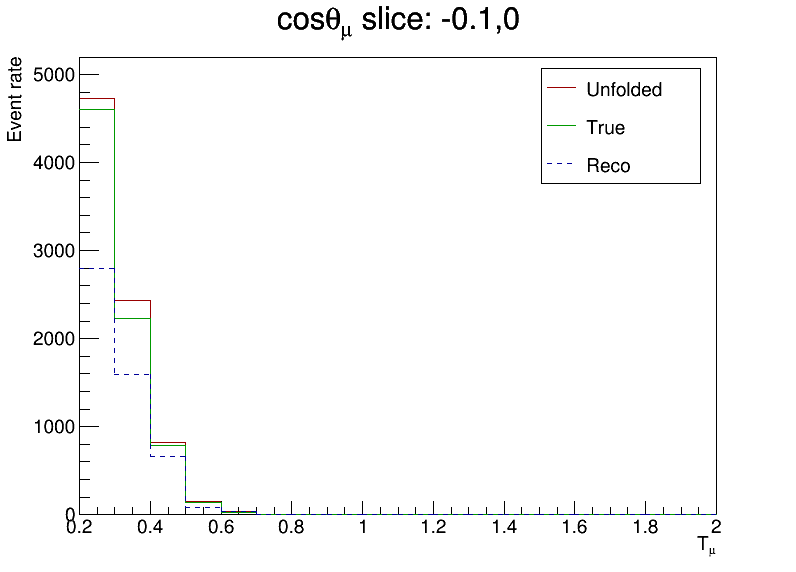 cosθμ slice: -0.1,0
Event rate
5000
4000
3000
2000
1000
0
Unfolded
True
Reco
0.2 0.4 0.6 0.8 1 1.2 1.4 1.6 1.8 2
Tμ